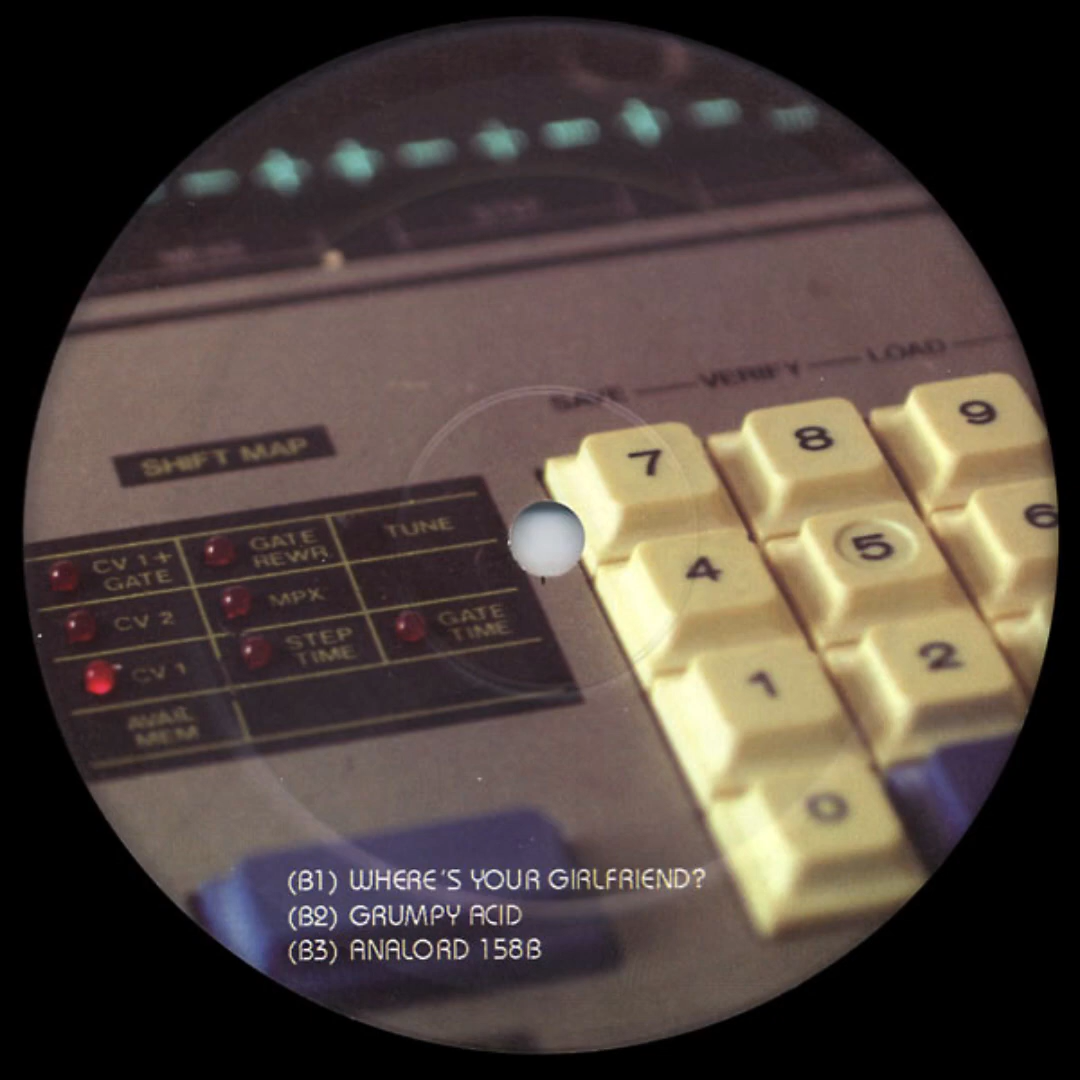 SAVE VERIFY LOAD
SHIFT MAP
7 8 9
CV 1 + GATE
GATE REWR.
TUNE
4 5 6
CV 2
MPX
STEP TIME
GATE TIME
CV 1
1 2
AVAIL MEM
0
(B1) WHERE'S YOUR GIRLFRIEND?
(B2) GRUMPY ACID
(B3) ANALORD 158B